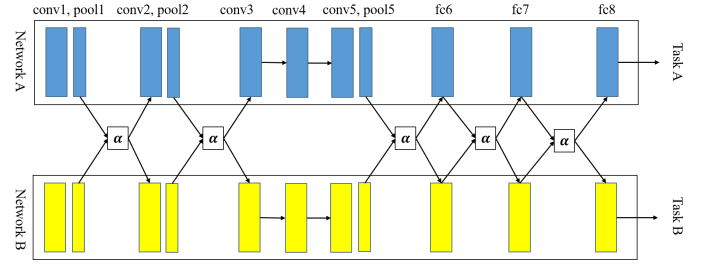 conv1, pool1 conv2, pool2 conv3 conv4 conv5, pool5 fc6 fc7 fc8
Network A
Task A
α α α α α
Network B
Task B